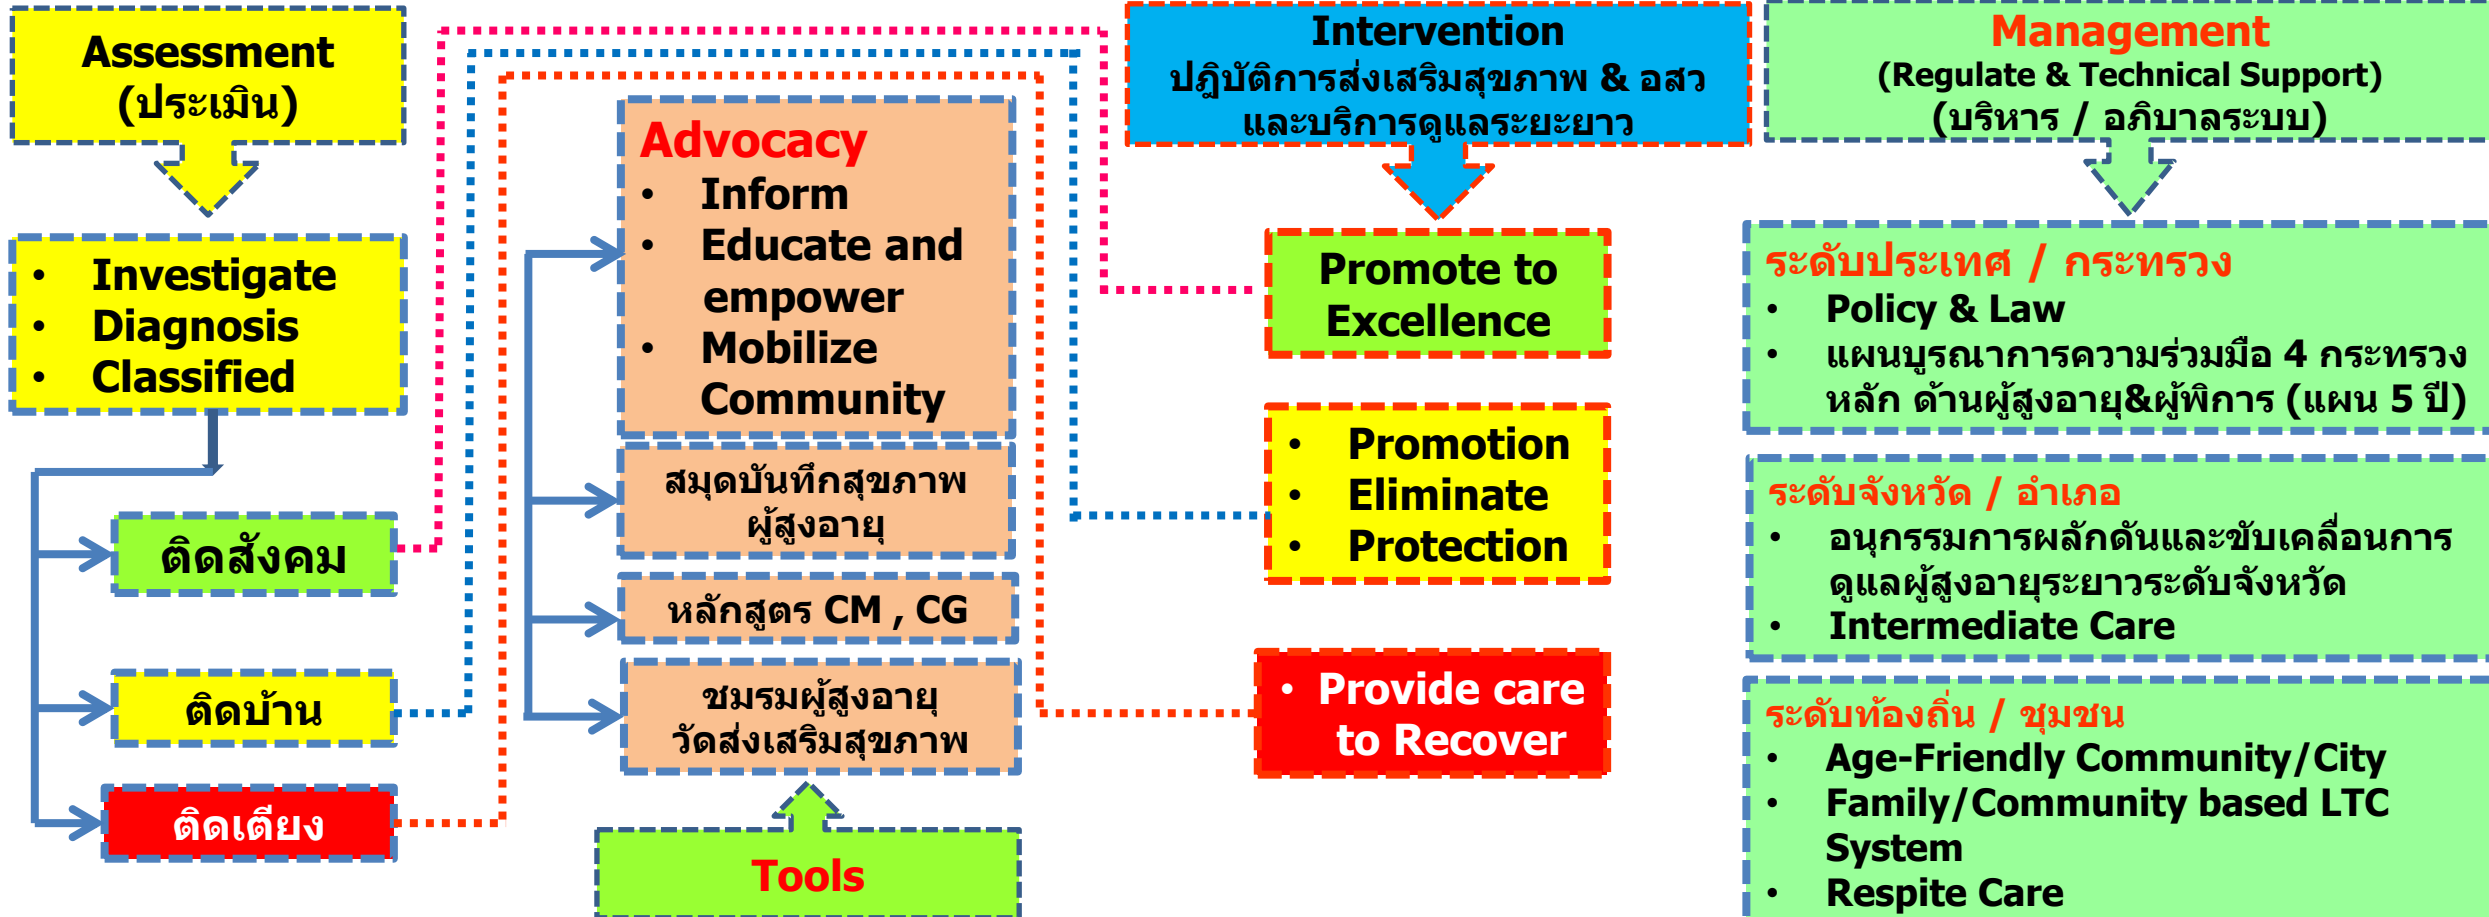 Assessment
(ประเมิน)
• Investigate
• Diagnosis
• Classified
ติดสังคม
ติดบ้าน
ติดเตียง
Advocacy
• Inform
• Educate and
empower
• Mobilize
Community
สมุดบันทึกสุขภาพ
ผู้สูงอายุ
หลักสูตร CM , CG
ชมรมผู้สูงอายุ
วัดส่งเสริมสุขภาพ
Tools
Intervention
ปฎิบัติการส่งเสริมสุขภาพ & อสว
และบริการดูแลระยะยาว
Promote to
Excellence
• Promotion
• Eliminate
• Protection
• Provide care
to Recover
Management
(Regulate & Technical Support)
(บริหาร / อภิบาลระบบ)
ระดับประเทศ / กระทรวง
• Policy & Law
• แผนบูรณาการความร่วมมือ 4 กระทรวง
หลัก ด้านผู้สูงอายุ&ผู้พิการ (แผน 5 ปี)
ระดับจังหวัด / อำเภอ
• อนุกรรมการผลักดันและขับเคลื่อนการ
ดูแลผู้สูงอายุระยาวระดับจังหวัด
• Intermediate Care
ระดับท้องถิ่น / ชุมชน
• Age-Friendly Community/City
• Family/Community based LTC
System
• Respite Care